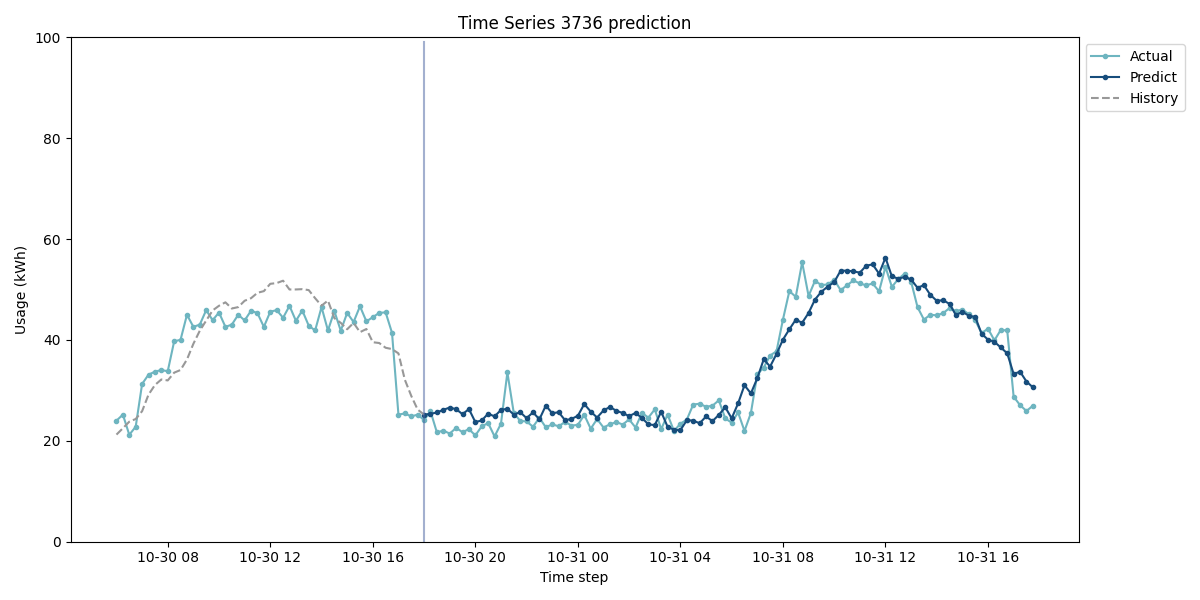 Time Series 3736 prediction
100
80
60
40
20
0
Usage (kWh)
10-30 08
10-30 12
10-30 16
10-30 20
10-31 00
10-31 04
10-31 08
10-31 12
10-31 16
Time step
Actual
Predict
History